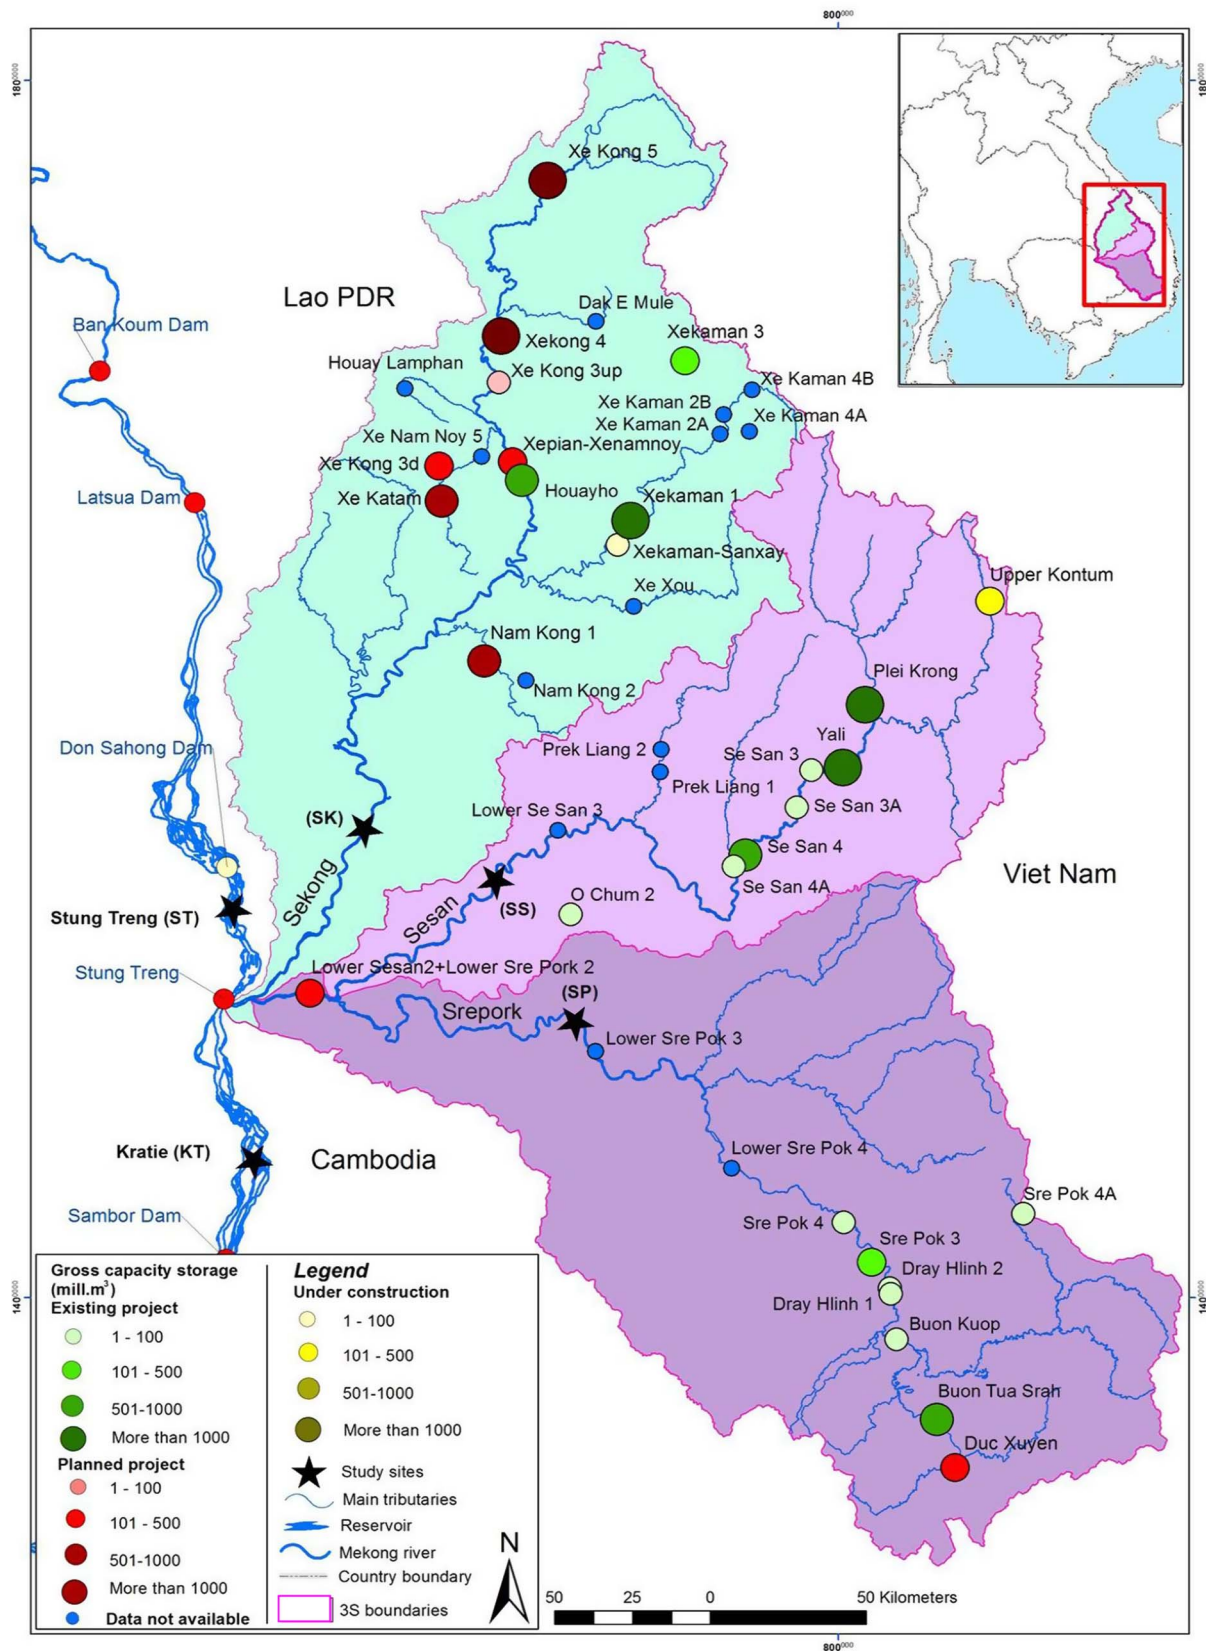 800⁰⁰⁰
180⁰⁰⁰⁰
180⁰⁰⁰⁰
Xe Kong 5
Lao PDR
Dak E Mule
Ban Koum Dam
Xekaman 3
Xekong 4
Houay Lamphan
Xe Kong 3up
Xe Kaman 4B
Xe Kaman 2B
Xe Kaman 4A
Xe Kaman 2A
Xe Nam Noy 5
Xepian-Xenamnoy
Xe Kong 3d
Houayho
Xekaman 1
Latsua Dam
Xe Katam
Xekaman-Sanxay
Upper Kontum
Xe Xou
Nam Kong 1
Plei Krong
Nam Kong 2
Yali
Don Sahong Dam
Prek Liang 2
Se San 3
Prek Liang 1
Lower Se San 3
Se San 3A
(SK)
Se San 4
Viet Nam
Se San 4A
Sekong
O Chum 2
Stung Treng (ST)
Sesan
(SS)
Stung Treng
Lower Sesan2+Lower Sre Pork 2
(SP)
Srepork
Lower Sre Pok 3
Kratie (KT)
Cambodia
Lower Sre Pok 4
Sre Pok 4A
Sambor Dam
Sre Pok 4
Sre Pok 3
Dray Hlinh 2
Dray Hlinh 1
140⁰⁰⁰⁰
Buon Kuop
Buon Tua Srah
Duc Xuyen
Gross capacity storage
(mill.m³)
Existing project
1 - 100
101 - 500
501-1000
More than 1000
Planned project
1 - 100
101 - 500
501-1000
More than 1000
Data not available
Legend
Under construction
1 - 100
101 - 500
501-1000
More than 1000
Study sites
Main tributaries
Reservoir
Mekong river
Country boundary
3S boundaries
N
50 25 0 50 Kilometers
140⁰⁰⁰⁰
800⁰⁰⁰